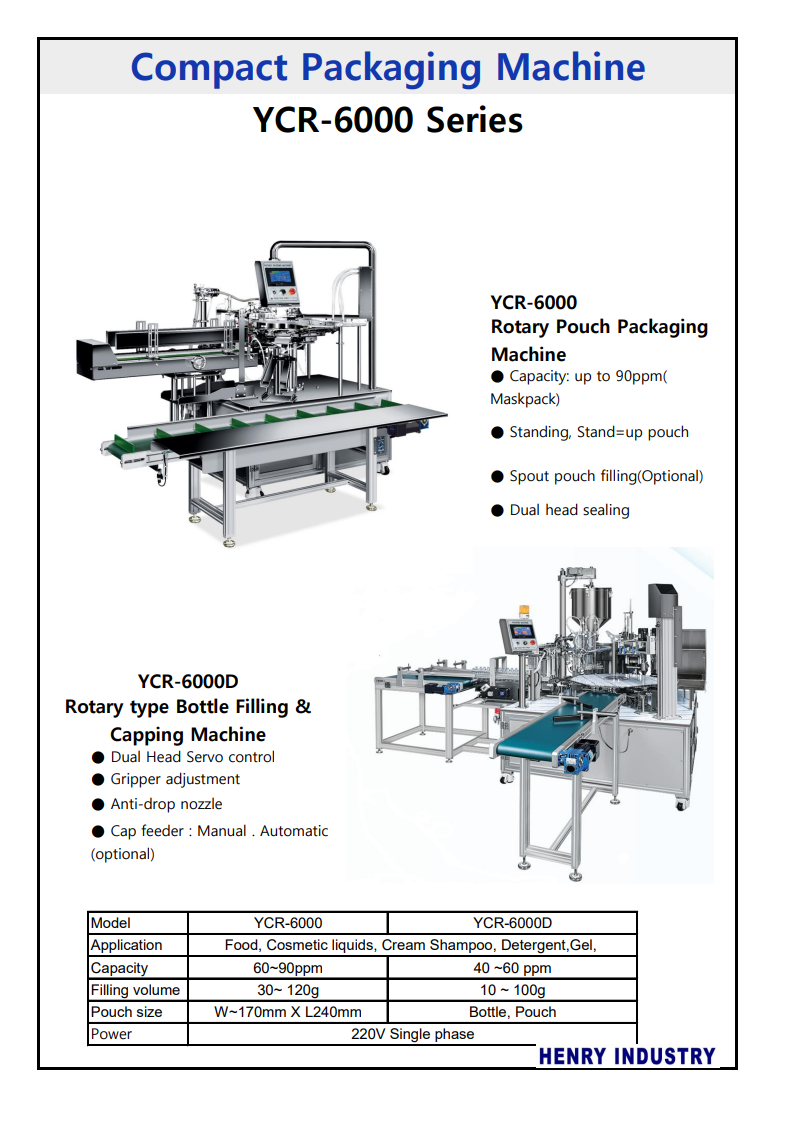 Compact Packaging Machine
YCR-6000 Series
YCR-6000
Rotary Pouch Packaging
Machine
● Capacity: up to 90ppm(
Maskpack)
● Standing, Stand=up pouch
● Spout pouch filling(Optional)
● Dual head sealing
YCR-6000D
Rotary type Bottle Filling &
Capping Machine
● Dual Head Servo control
● Gripper adjustment
● Anti-drop nozzle
● Cap feeder : Manual . Automatic
(optional)
Model YCR-6000 YCR-6000D
Application Food, Cosmetic liquids, Cream Shampoo, Detergent,Gel,
Capacity 60~90ppm 40 ~60 ppm
Filling volume 30~ 120g 10 ~ 100g
Pouch size W~170mm X L240mm Bottle, Pouch
Power 220V Single phase
HENRY INDUSTRY